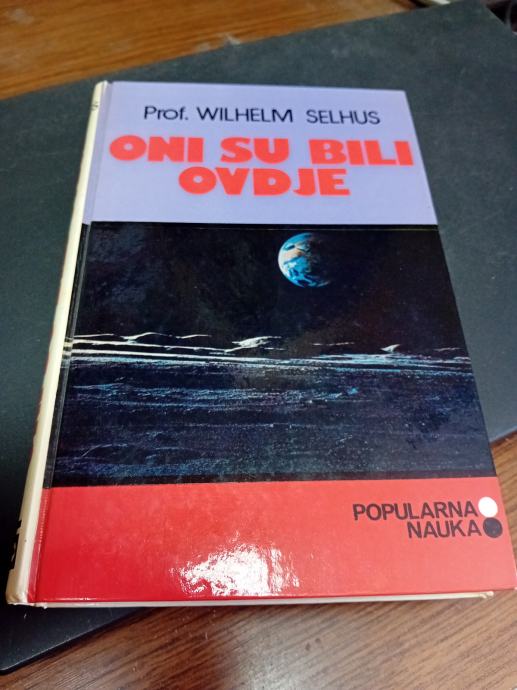 Prof. WILHELM SELHUS
ONI SU BILI
OVDJE
POPULARNA
NAUKA